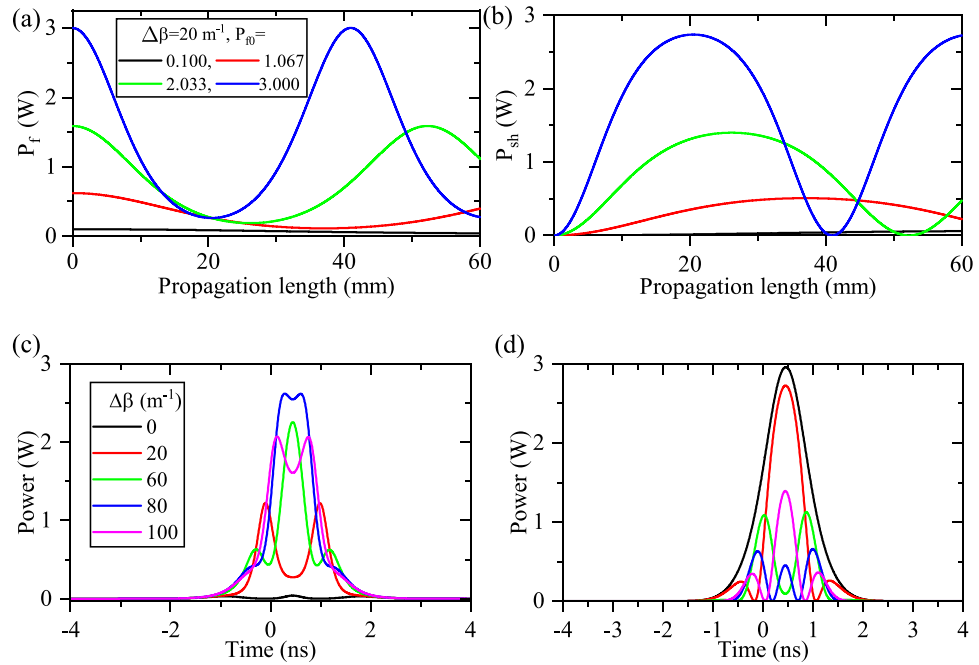 (a)
Δβ=20 m⁻¹, P_f0=
0.100, 1.067
2.033, 3.000
P_f (W)
3
2
1
0
0 20 40 60
Propagation length (mm)
(b)
P_sh (W)
3
2
1
0
0 20 40 60
Propagation length (mm)
(c)
Δβ (m⁻¹)
0
20
60
80
100
Power (W)
3
2
1
0
-4 -2 0 2 4
Time (ns)
(d)
Power (W)
3
2
1
0
-4 -3 -2 -1 0 1 2 3 4
Time (ns)